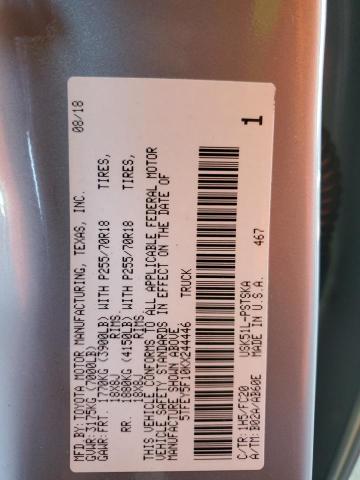 MFD.BY:TOYOTA MOTOR MANUFACTURING, TEXAS, INC. 08/18
GVWR:3175KG(7000LB)
GAWR:FRT. 1770KG (3900LB) WITH P255/70R18 TIRES,
18X8J RIMS
RR. 1880KG (4150LB) WITH P255/70R18 TIRES,
18X8J RIMS
THIS VEHICLE CONFORMS TO ALL APPLICABLE FEDERAL MOTOR
VEHICLE SAFETY STANDARDS IN EFFECT ON THE DATE OF
MANUFACTURE SHOWN ABOVE.
5TFEY5F10KX244446 TRUCK
467
C/TR:1H5/FC20 USK51L-PSTSKA
A/TM:B02A/AB60E MADE IN U.S.A. 1